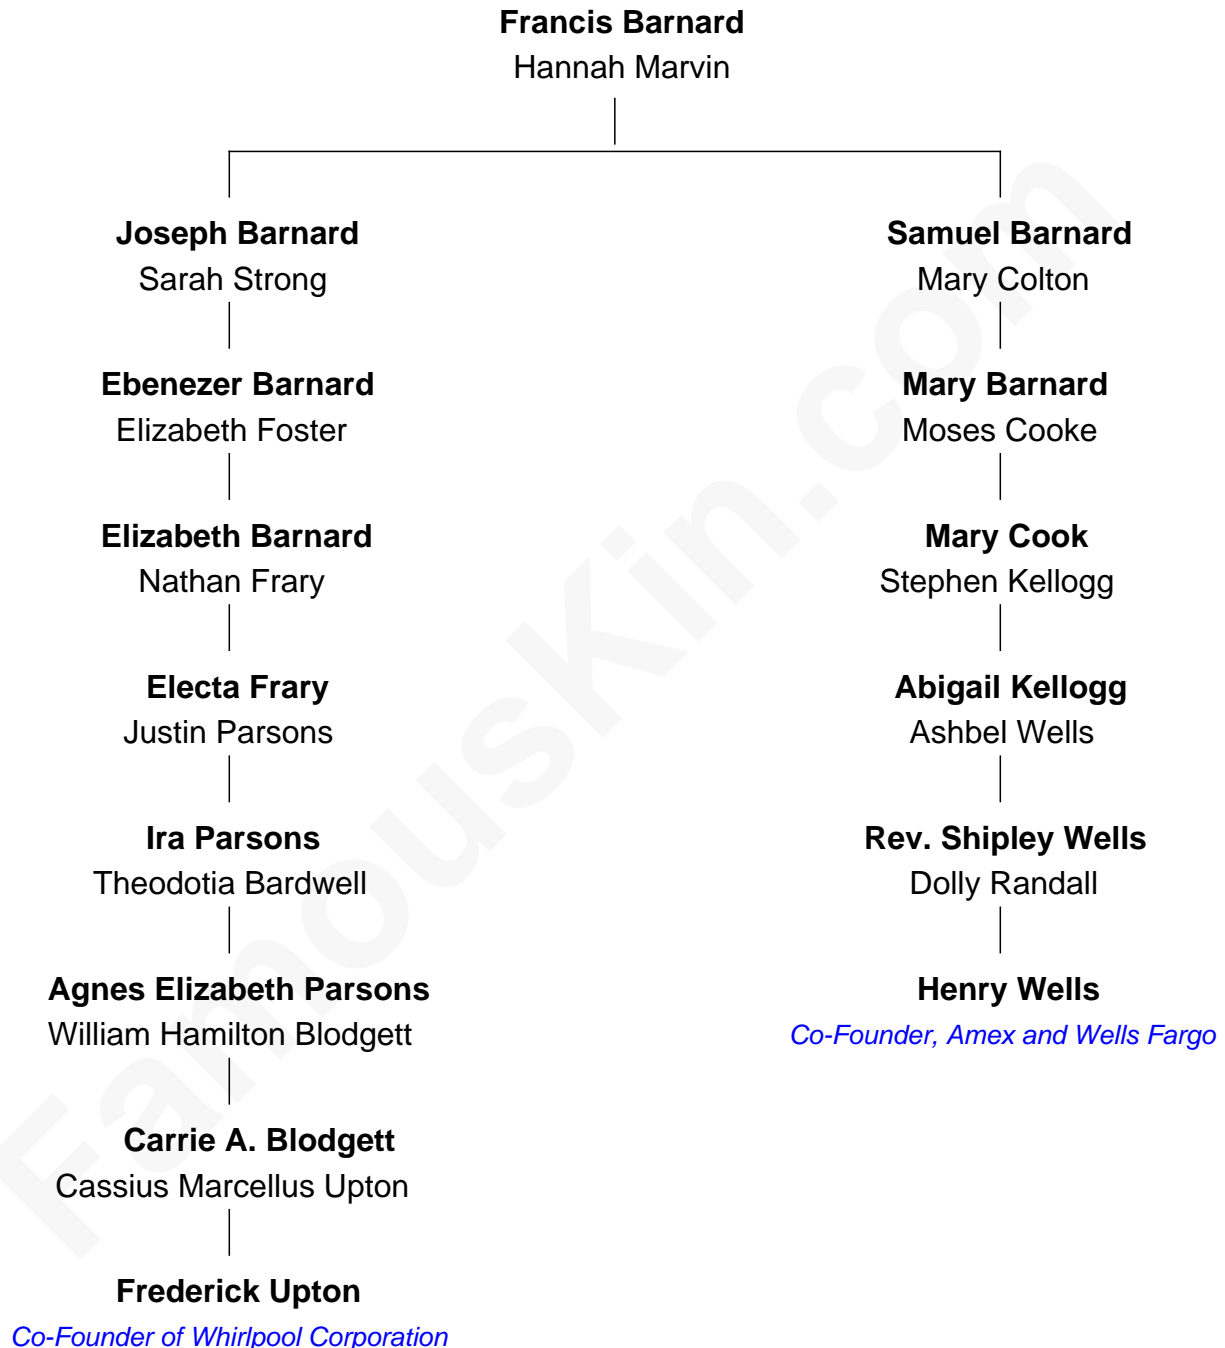 Francis Barnard
Hannah Marvin
Joseph Barnard
Sarah Strong
Samuel Barnard
Mary Colton
Ebenezer Barnard
Elizabeth Foster
Mary Barnard
Moses Cooke
Elizabeth Barnard
Nathan Frary
Mary Cook
Stephen Kellogg
Electa Frary
Justin Parsons
Abigail Kellogg
Ashbel Wells
Ira Parsons
Theodotia Bardwell
Rev. Shipley Wells
Dolly Randall
Agnes Elizabeth Parsons
William Hamilton Blodgett
Henry Wells
Co-Founder, Amex and Wells Fargo
Carrie A. Blodgett
Cassius Marcellus Upton
Frederick Upton
Co-Founder of Whirlpool Corporation
FamousKin.com